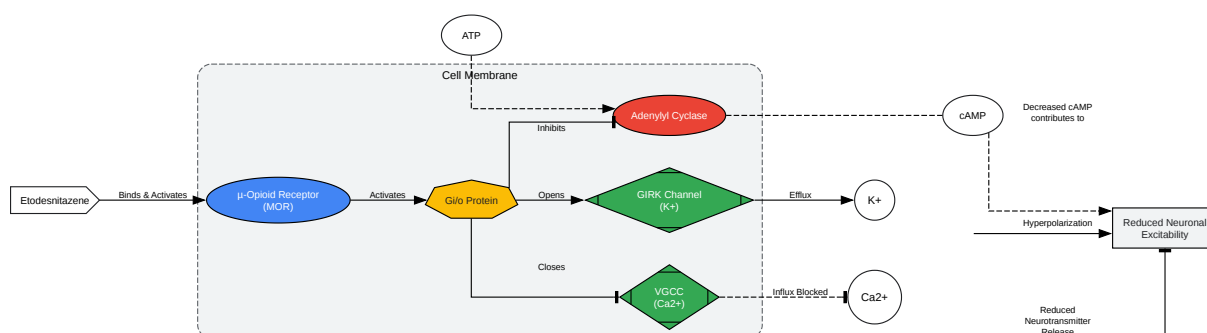 ATP
Cell Membrane
Adenylyl Cyclase
Inhibits
cAMP
Decreased cAMP
contributes to
Etodesnitazene
Binds & Activates
µ-Opioid Receptor
(MOR)
Activates
Gi/o Protein
Opens
GIRK Channel
(K+)
Efflux
K+
Hyperpolarization
Reduced Neuronal
Excitability
Closes
VGCC
(Ca2+)
Influx Blocked
Ca2+
Reduced
Neurotransmitter
Release